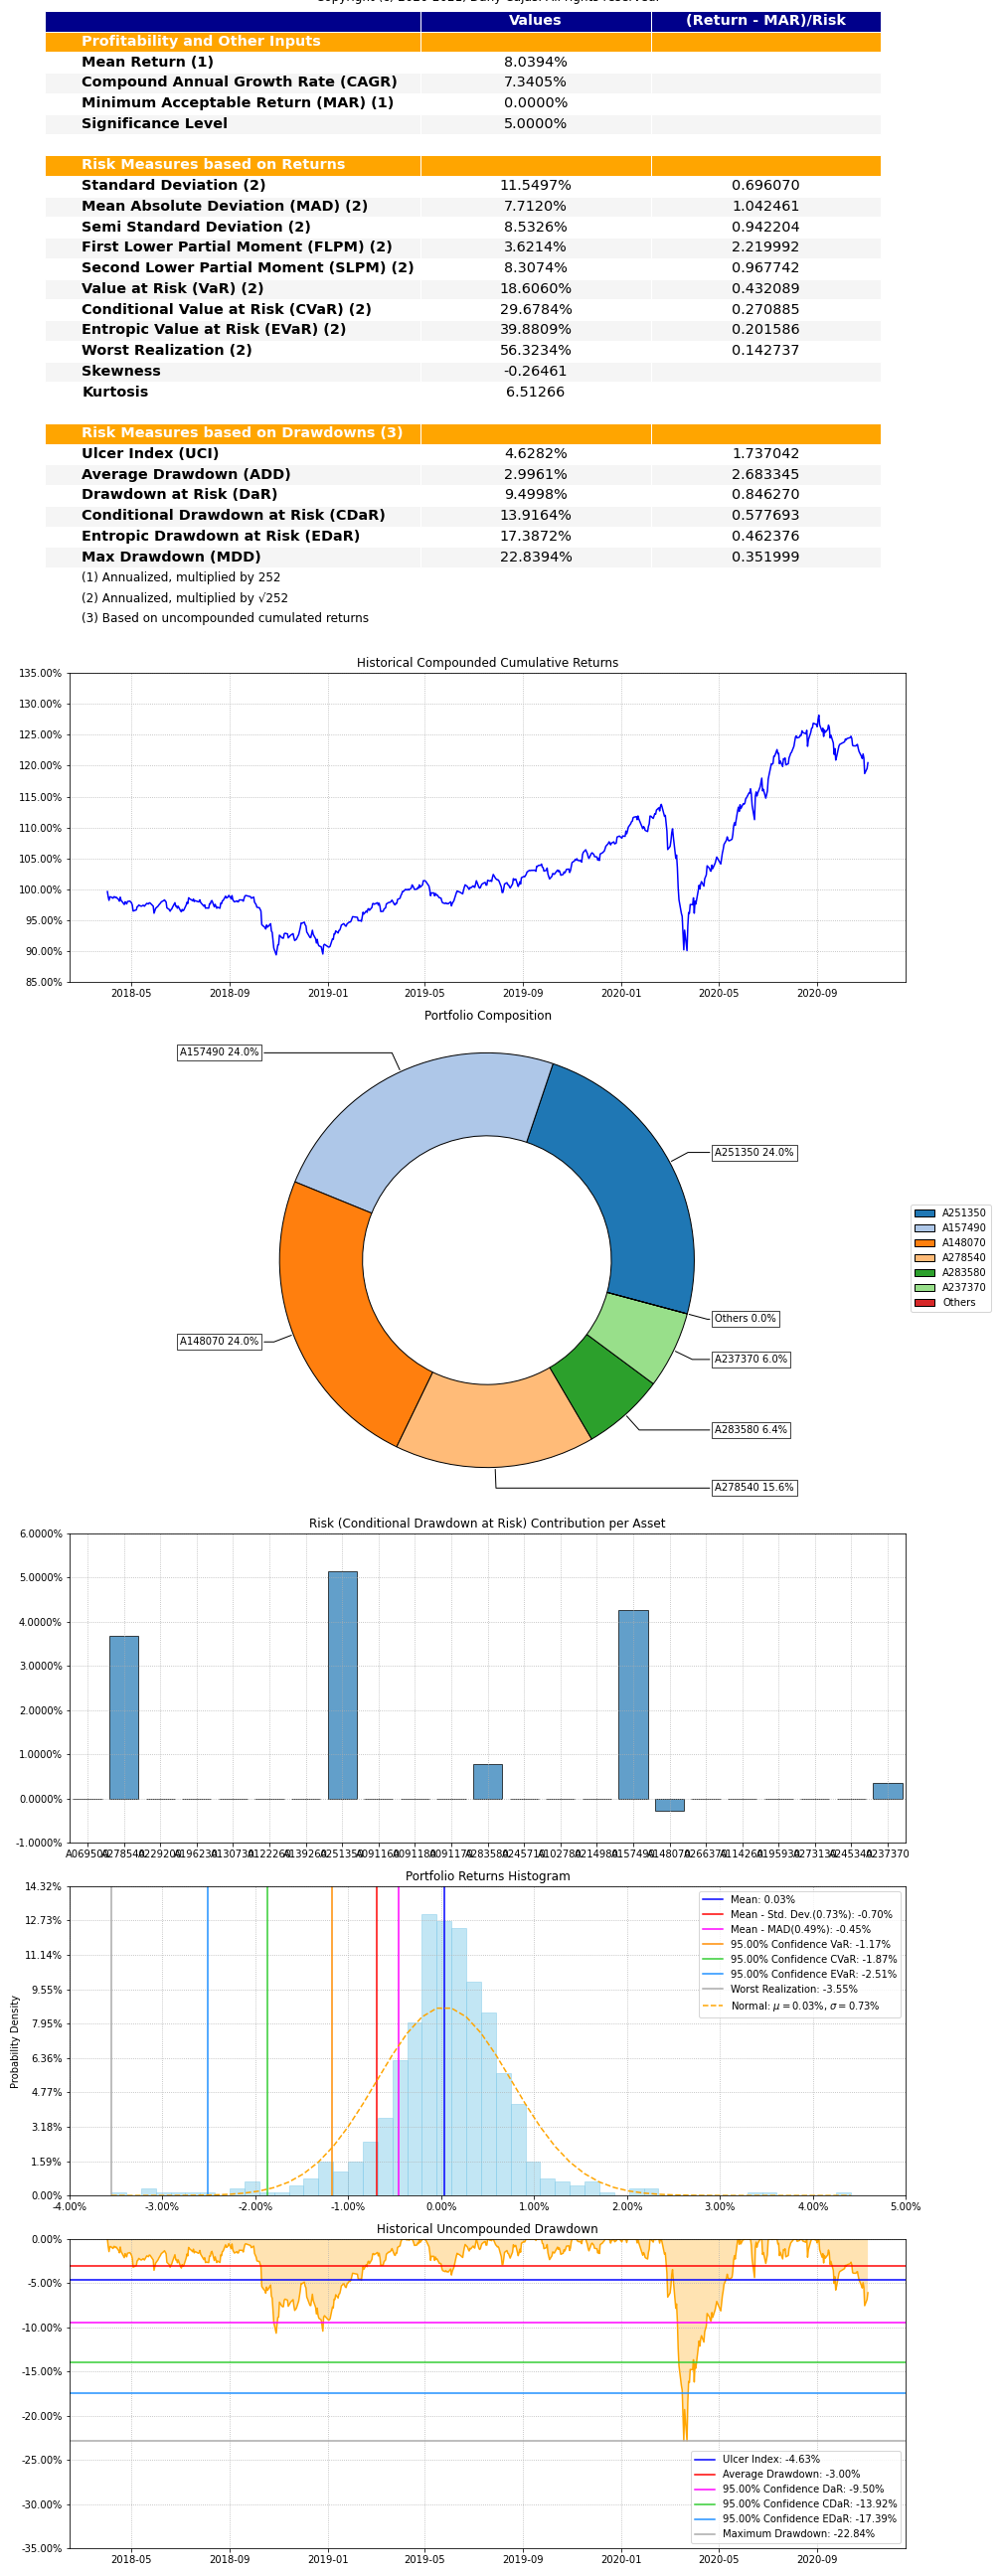 Values (Return - MAR)/Risk
Profitability and Other Inputs
Mean Return (1) 8.0394%
Compound Annual Growth Rate (CAGR) 7.3405%
Minimum Acceptable Return (MAR) (1) 0.0000%
Significance Level 5.0000%
Risk Measures based on Returns
Standard Deviation (2) 11.5497% 0.696070
Mean Absolute Deviation (MAD) (2) 7.7120% 1.042461
Semi Standard Deviation (2) 8.5326% 0.942204
First Lower Partial Moment (FLPM) (2) 3.6214% 2.219992
Second Lower Partial Moment (SLPM) (2) 8.3074% 0.967742
Value at Risk (VaR) (2) 18.6060% 0.432089
Conditional Value at Risk (CVaR) (2) 29.6784% 0.270885
Entropic Value at Risk (EVaR) (2) 39.8809% 0.201586
Worst Realization (2) 56.3234% 0.142737
Skewness -0.26461
Kurtosis 6.51266
Risk Measures based on Drawdowns (3)
Ulcer Index (UCI) 4.6282% 1.737042
Average Drawdown (ADD) 2.9961% 2.683345
Drawdown at Risk (DaR) 9.4998% 0.846270
Conditional Drawdown at Risk (CDaR) 13.9164% 0.577693
Entropic Drawdown at Risk (EDaR) 17.3872% 0.462376
Max Drawdown (MDD) 22.8394% 0.351999
(1) Annualized, multiplied by 252
(2) Annualized, multiplied by √252
(3) Based on uncompounded cumulated returns
Historical Compounded Cumulative Returns
135.00%
130.00%
125.00%
120.00%
115.00%
110.00%
105.00%
100.00%
95.00%
90.00%
85.00%
2018-05 2018-09 2019-01 2019-05 2019-09 2020-01 2020-05 2020-09
Portfolio Composition
A157490 24.0%
A251350 24.0%
A148070 24.0%
Others 0.0%
A237370 6.0%
A283580 6.4%
A278540 15.6%
A251350
A157490
A148070
A278540
A283580
A237370
Others
Risk (Conditional Drawdown at Risk) Contribution per Asset
6.0000%
5.0000%
4.0000%
3.0000%
2.0000%
1.0000%
0.0000%
-1.0000%
A237370
Portfolio Returns Histogram
Probability Density
14.32%
12.73%
11.14%
9.55%
7.95%
6.36%
4.77%
3.18%
1.59%
0.00%
-4.00% -3.00% -2.00% -1.00% 0.00% 1.00% 2.00% 3.00% 4.00% 5.00%
Mean: 0.03%
Mean - Std. Dev.(0.73%): -0.70%
Mean - MAD(0.49%): -0.45%
95.00% Confidence VaR: -1.17%
95.00% Confidence CVaR: -1.87%
95.00% Confidence EVaR: -2.51%
Worst Realization: -3.55%
Normal: μ = 0.03%, σ = 0.73%
Historical Uncompounded Drawdown
0.00%
-5.00%
-10.00%
-15.00%
-20.00%
-25.00%
-30.00%
-35.00%
Ulcer Index: -4.63%
Average Drawdown: -3.00%
95.00% Confidence DaR: -9.50%
95.00% Confidence CDaR: -13.92%
95.00% Confidence EDaR: -17.39%
Maximum Drawdown: -22.84%
2018-05 2018-09 2019-01 2019-05 2019-09 2020-01 2020-05 2020-09